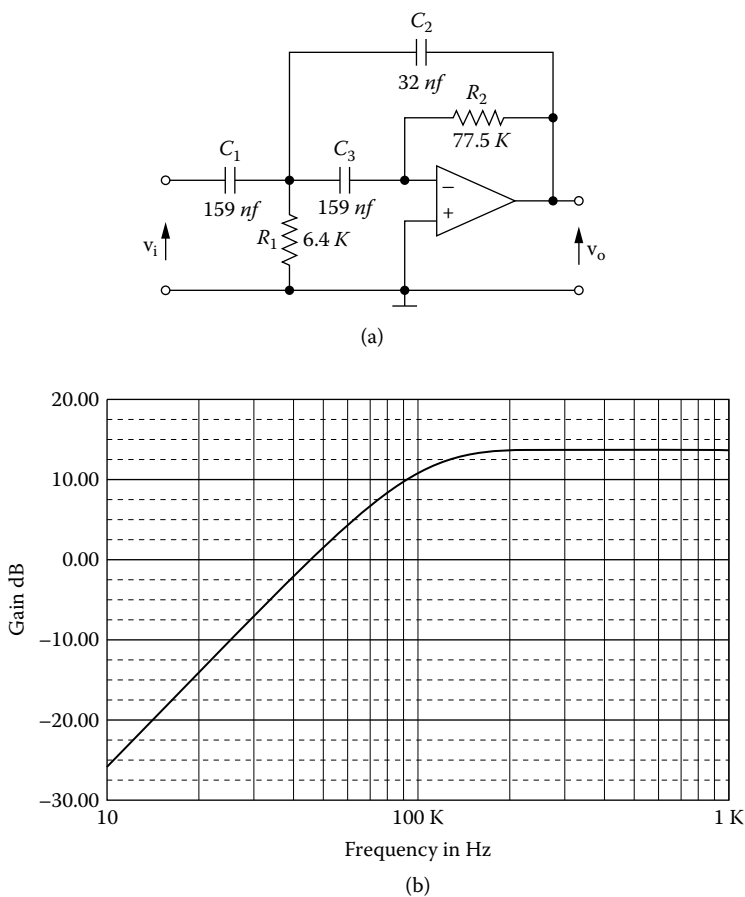 C2
32 nf
R2
77.5 K
C1
C3
159 nf
159 nf
R1
6.4 K
−
+
vi
vo
(a)
20.00
10.00
0.00
−10.00
−20.00
−30.00
Gain dB
10
100 K
1 K
Frequency in Hz
(b)